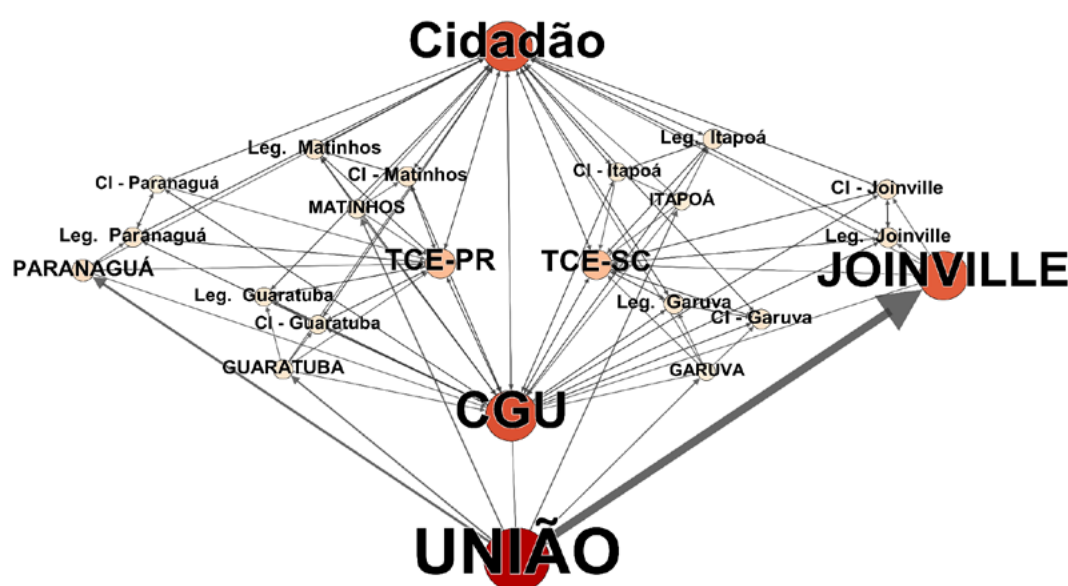 Cidadão
Leg. Itapoá
Leg. Matinhos
CI - Itapoá
CI - Matinhos
CI - Paranaguá
CI - Joinville
ITAPOÁ
MATINHOS
Leg. Paranaguá
Leg. Joinville
TCE-PR
TCE-SC
PARANAGUÁ
JOINVILLE
Leg. Guaratuba
Leg. Garuva
CI - Garuva
CI - Guaratuba
GUARATUBA
GARUVA
CGU
UNIÃO